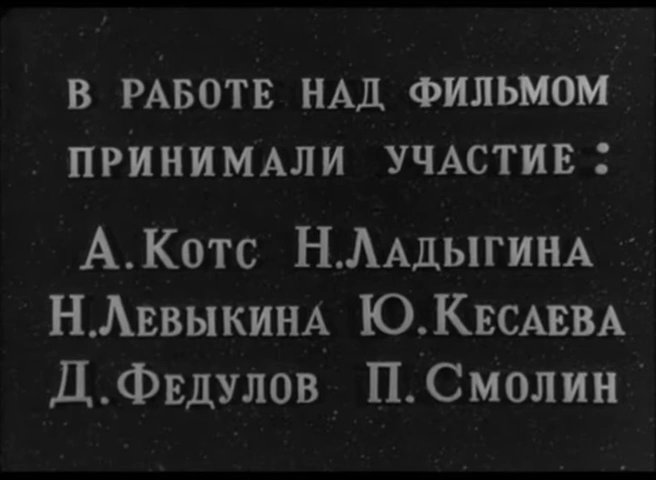 В РАБОТЕ НАД ФИЛЬМОМ
ПРИНИМАЛИ УЧАСТИЕ:
А. КОТС Н. ЛАДЫГИНА
Н. ЛЕВЫКИНА Ю. КЕСАЕВА
Д. ФЕДУЛОВ П. СМОЛИН